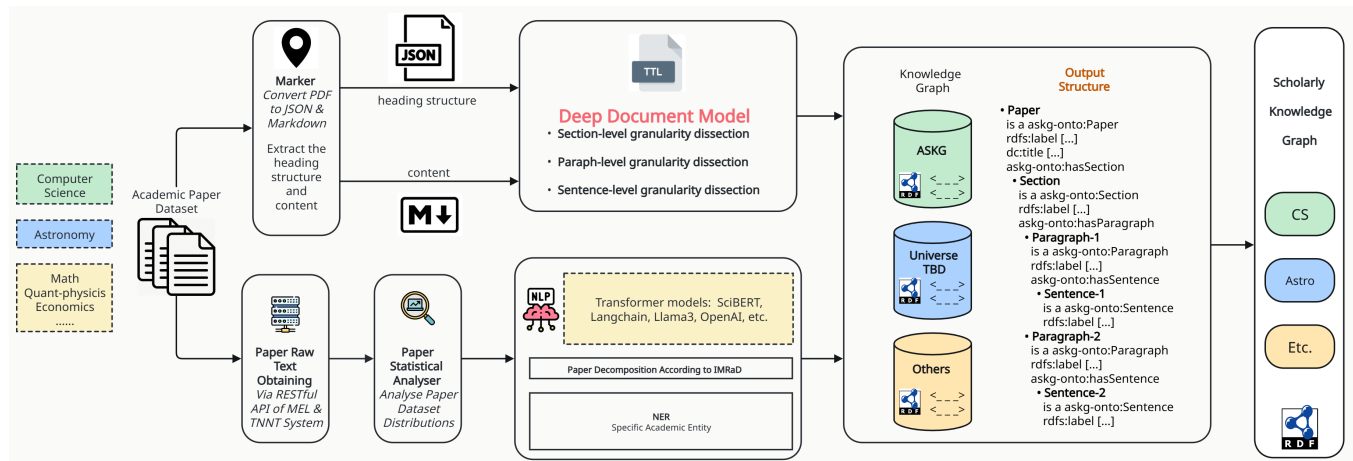 Computer
Science
Astronomy
Math
Quant-physicis
Economics
......
Academic Paper
Dataset
Marker
Convert PDF
to JSON &
Markdown
Extract the
heading
structure
and
content
JSON
heading structure
content
M
TTL
Deep Document Model
• Section-level granularity dissection
• Paraph-level granularity dissection
• Sentence-level granularity dissection
Paper Raw
Text
Obtaining
Via RESTful
API of MEL &
TNNT System
Paper
Statistical
Analyser
Analyse Paper
Dataset
Distributions
NLP
Transformer models: SciBERT,
Langchain, Llama3, OpenAI, etc.
Paper Decomposition According to IMRaD
NER
Specific Academic Entity
Knowledge
Graph
ASKG
RDF
<_ _ _>
<_ _ _>
Universe
TBD
RDF
<_ _ _>
<_ _ _>
Others
RDF
<_ _ _>
<_ _ _>
Output
Structure
• Paper
is a askg-onto:Paper
rdfs:label [...]
dc:title [...]
askg-onto:hasSection
• Section
is a askg-onto:Section
rdfs:label [...]
askg-onto:hasParagraph
• Paragraph-1
is a askg-onto:Paragraph
rdfs:label [...]
askg-onto:hasSentence
• Sentence-1
is a askg-onto:Sentence
rdfs:label [...]
• Paragraph-2
is a askg-onto:Paragraph
rdfs:label [...]
askg-onto:hasSentence
• Sentence-2
is a askg-onto:Sentence
rdfs:label [...]
Scholarly
Knowledge
Graph
CS
Astro
Etc.
RDF